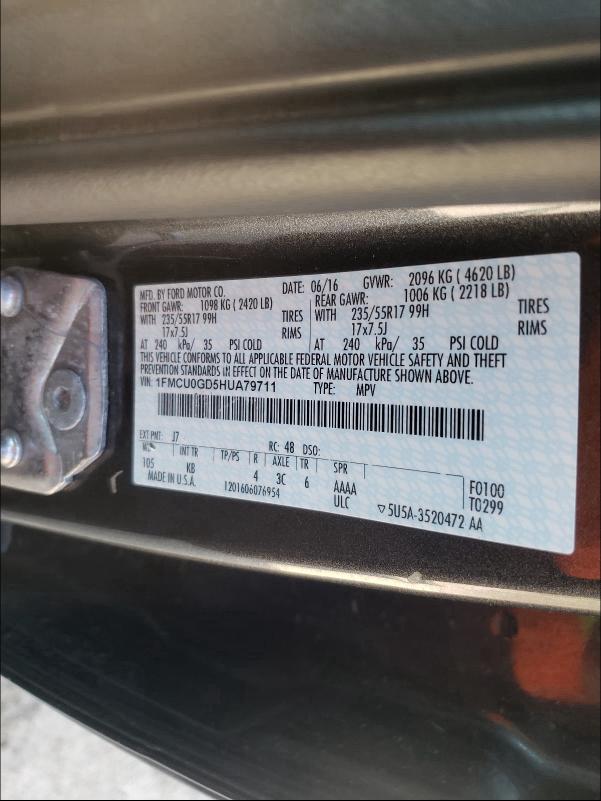 MFD. BY FORD MOTOR CO. DATE: 06/16 GVWR: 2096 KG ( 4620 LB)
FRONT GAWR: 1098 KG ( 2420 LB) REAR GAWR: 1006 KG ( 2218 LB)
WITH 235/55R17 99H TIRES WITH 235/55R17 99H TIRES
17x7.5J RIMS 17x7.5J RIMS
AT 240 kPa/ 35 PSI COLD AT 240 kPa/ 35 PSI COLD
THIS VEHICLE CONFORMS TO ALL APPLICABLE FEDERAL MOTOR VEHICLE SAFETY AND THEFT
PREVENTION STANDARDS IN EFFECT ON THE DATE OF MANUFACTURE SHOWN ABOVE.
VIN: 1FMCU0GD5HUA79711 TYPE: MPV
EXT PNT: J7 RC: 48 DSO:
INT TR TP/PS R AXLE TR SPR
105 KB 4 3C 6 AAAA F0100
MADE IN U.S.A. 1201606076954 ULC ▽5U5A-3520472 AA T0299